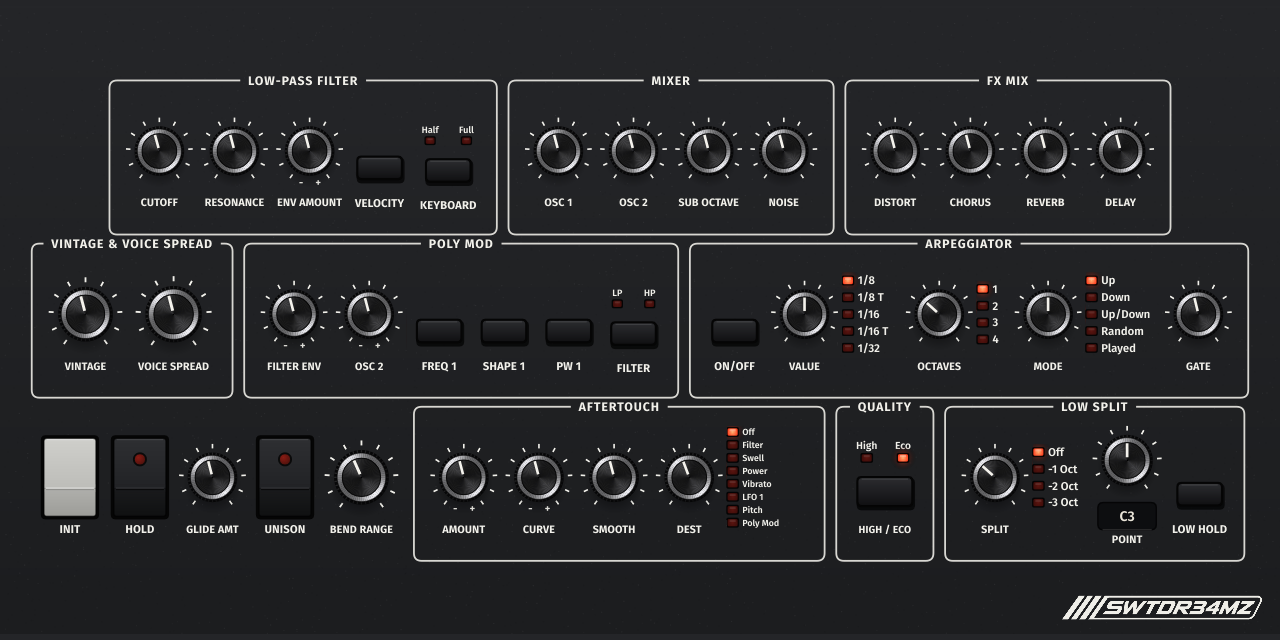 LOW-PASS FILTER
MIXER
FX MIX
Half Full
- +
CUTOFF RESONANCE ENV AMOUNT VELOCITY KEYBOARD
OSC 1 OSC 2 SUB OCTAVE NOISE
DISTORT CHORUS REVERB DELAY
VINTAGE & VOICE SPREAD
POLY MOD
ARPEGGIATOR
VINTAGE VOICE SPREAD
LP HP
- + - +
FILTER ENV OSC 2 FREQ 1 SHAPE 1 PW 1 FILTER
1/8
1/8 T
1/16
1/16 T
1/32
1
2
3
4
Up
Down
Up/Down
Random
Played
ON/OFF VALUE OCTAVES MODE GATE
AFTERTOUCH
QUALITY
LOW SPLIT
INIT HOLD GLIDE AMT UNISON BEND RANGE
Off
Filter
Swell
Power
Vibrato
LFO 1
Pitch
Poly Mod
- + - +
AMOUNT CURVE SMOOTH DEST
High Eco
HIGH / ECO
Off
-1 Oct
-2 Oct
-3 Oct
C3
SPLIT POINT LOW HOLD
SWTOR34MZ